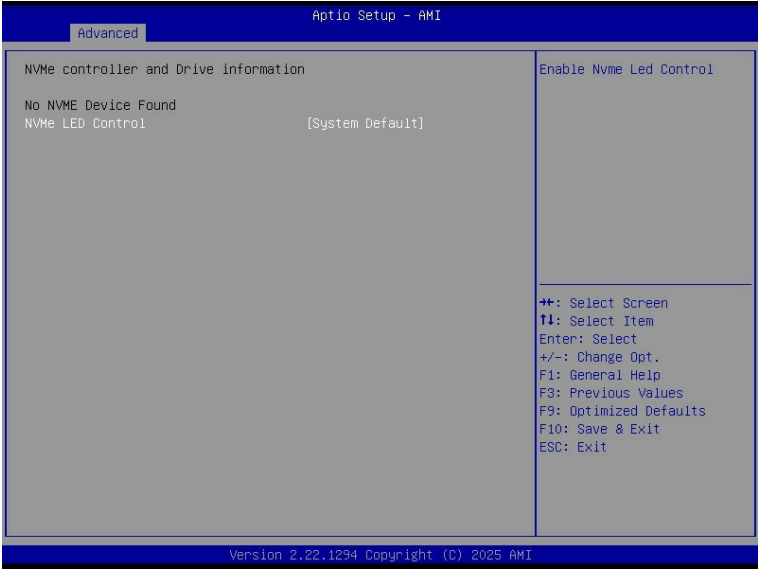 Aptio Setup – AMI
Advanced
NVMe controller and Drive information
No NVME Device Found
NVMe LED Control [System Default]
Enable Nvme Led Control
→←: Select Screen
↑↓: Select Item
Enter: Select
+/-: Change Opt.
F1: General Help
F3: Previous Values
F9: Optimized Defaults
F10: Save & Exit
ESC: Exit
Version 2.22.1294 Copyright (C) 2025 AMI